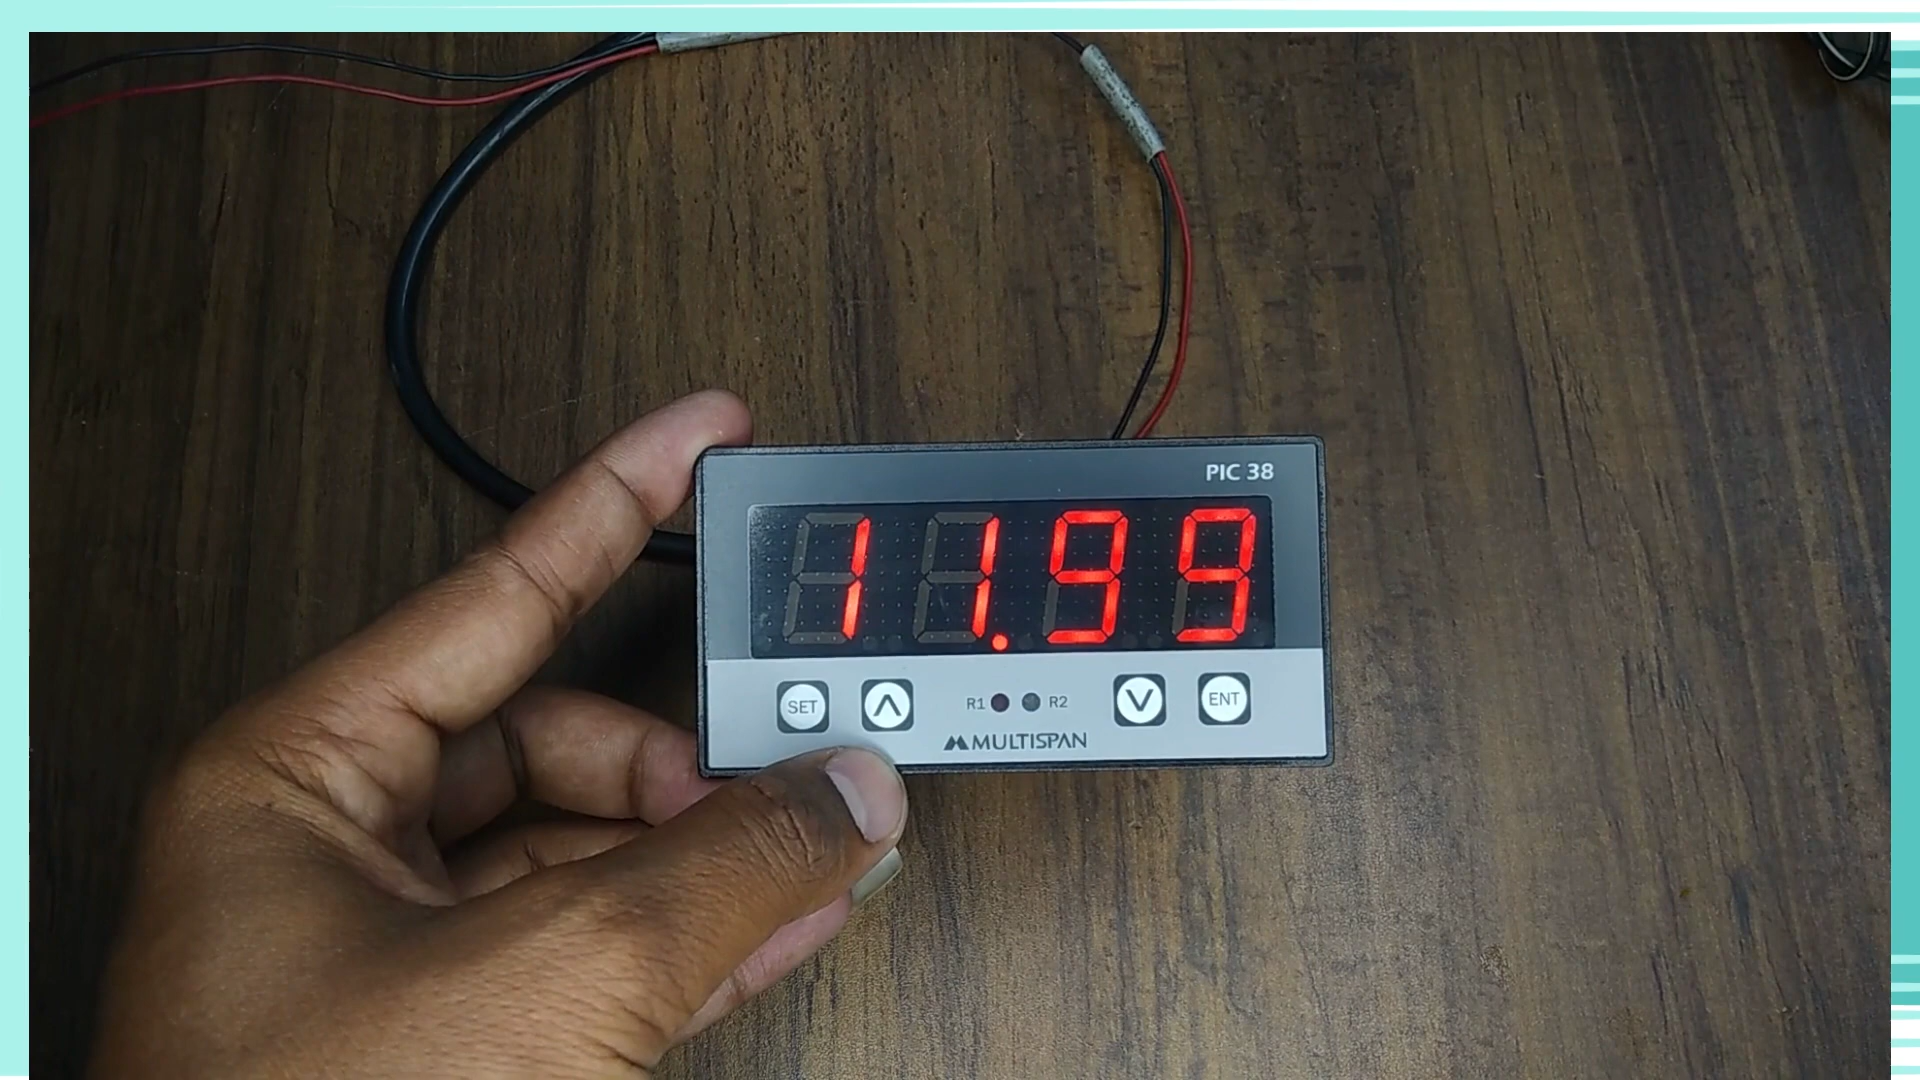 PIC 38
11.99
SET
R1 R2
ENT
MULTISPAN